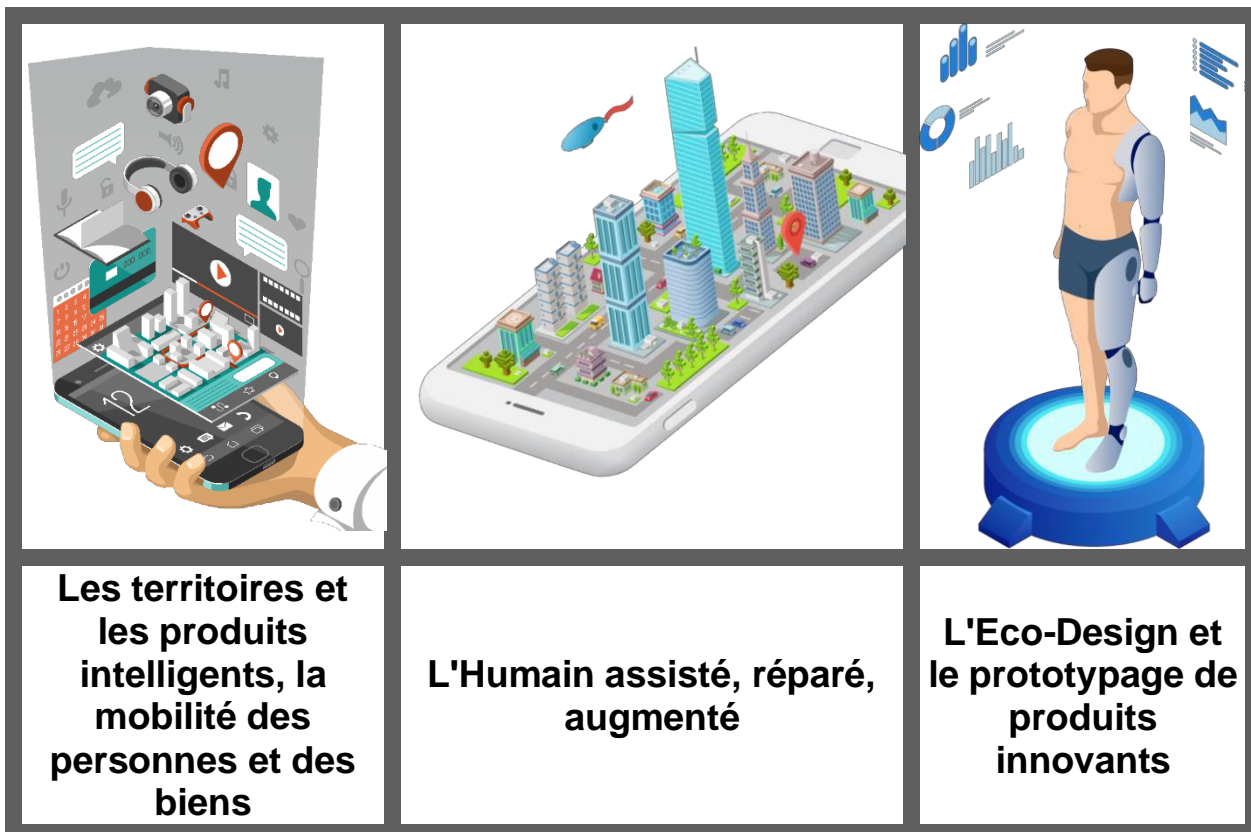 12
Les territoires et
les produits
intelligents, la
mobilité des
personnes et des
biens
L'Humain assisté, réparé,
augmenté
L'Eco-Design et
le prototypage de
produits
innovants